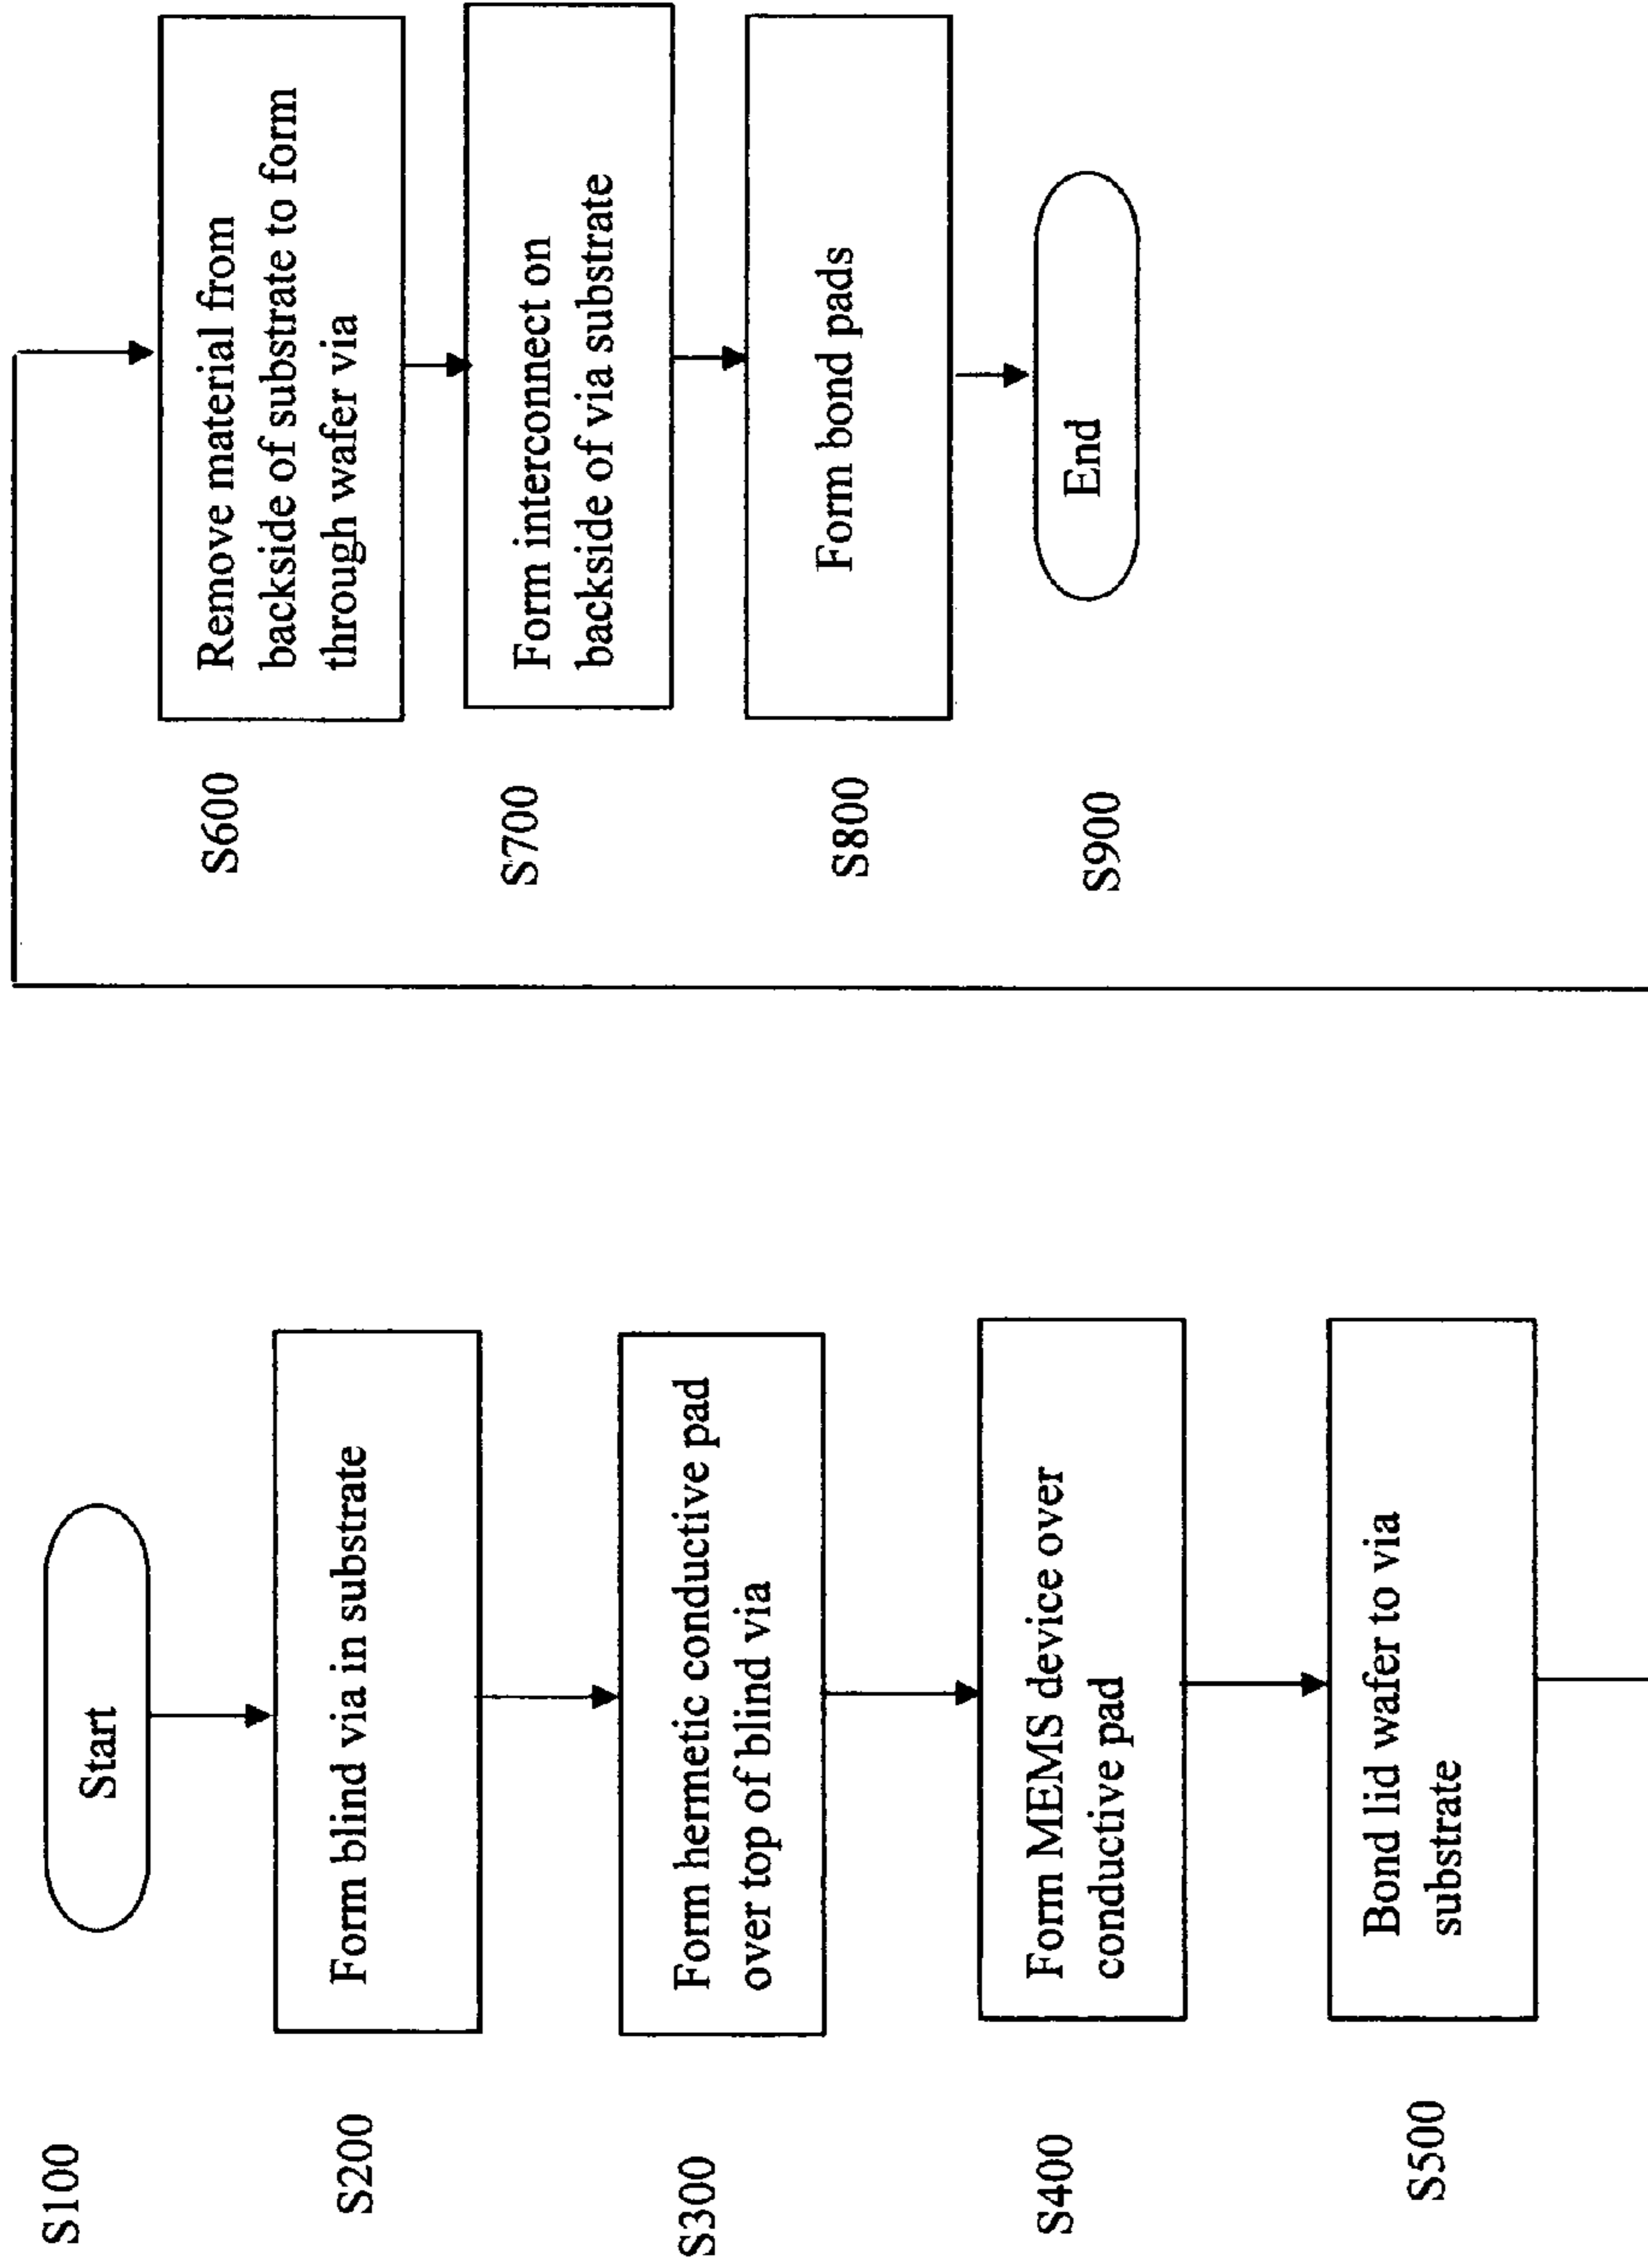 S100
Start
S200
Form blind via in substrate
S300
Form hermetic conductive pad
over top of blind via
S400
Form MEMS device over
conductive pad
S500
Bond lid wafer to via
substrate
S600
Remove material from
backside of substrate to form
through wafer via
S700
Form interconnect on
backside of via substrate
S800
Form bond pads
S900
End